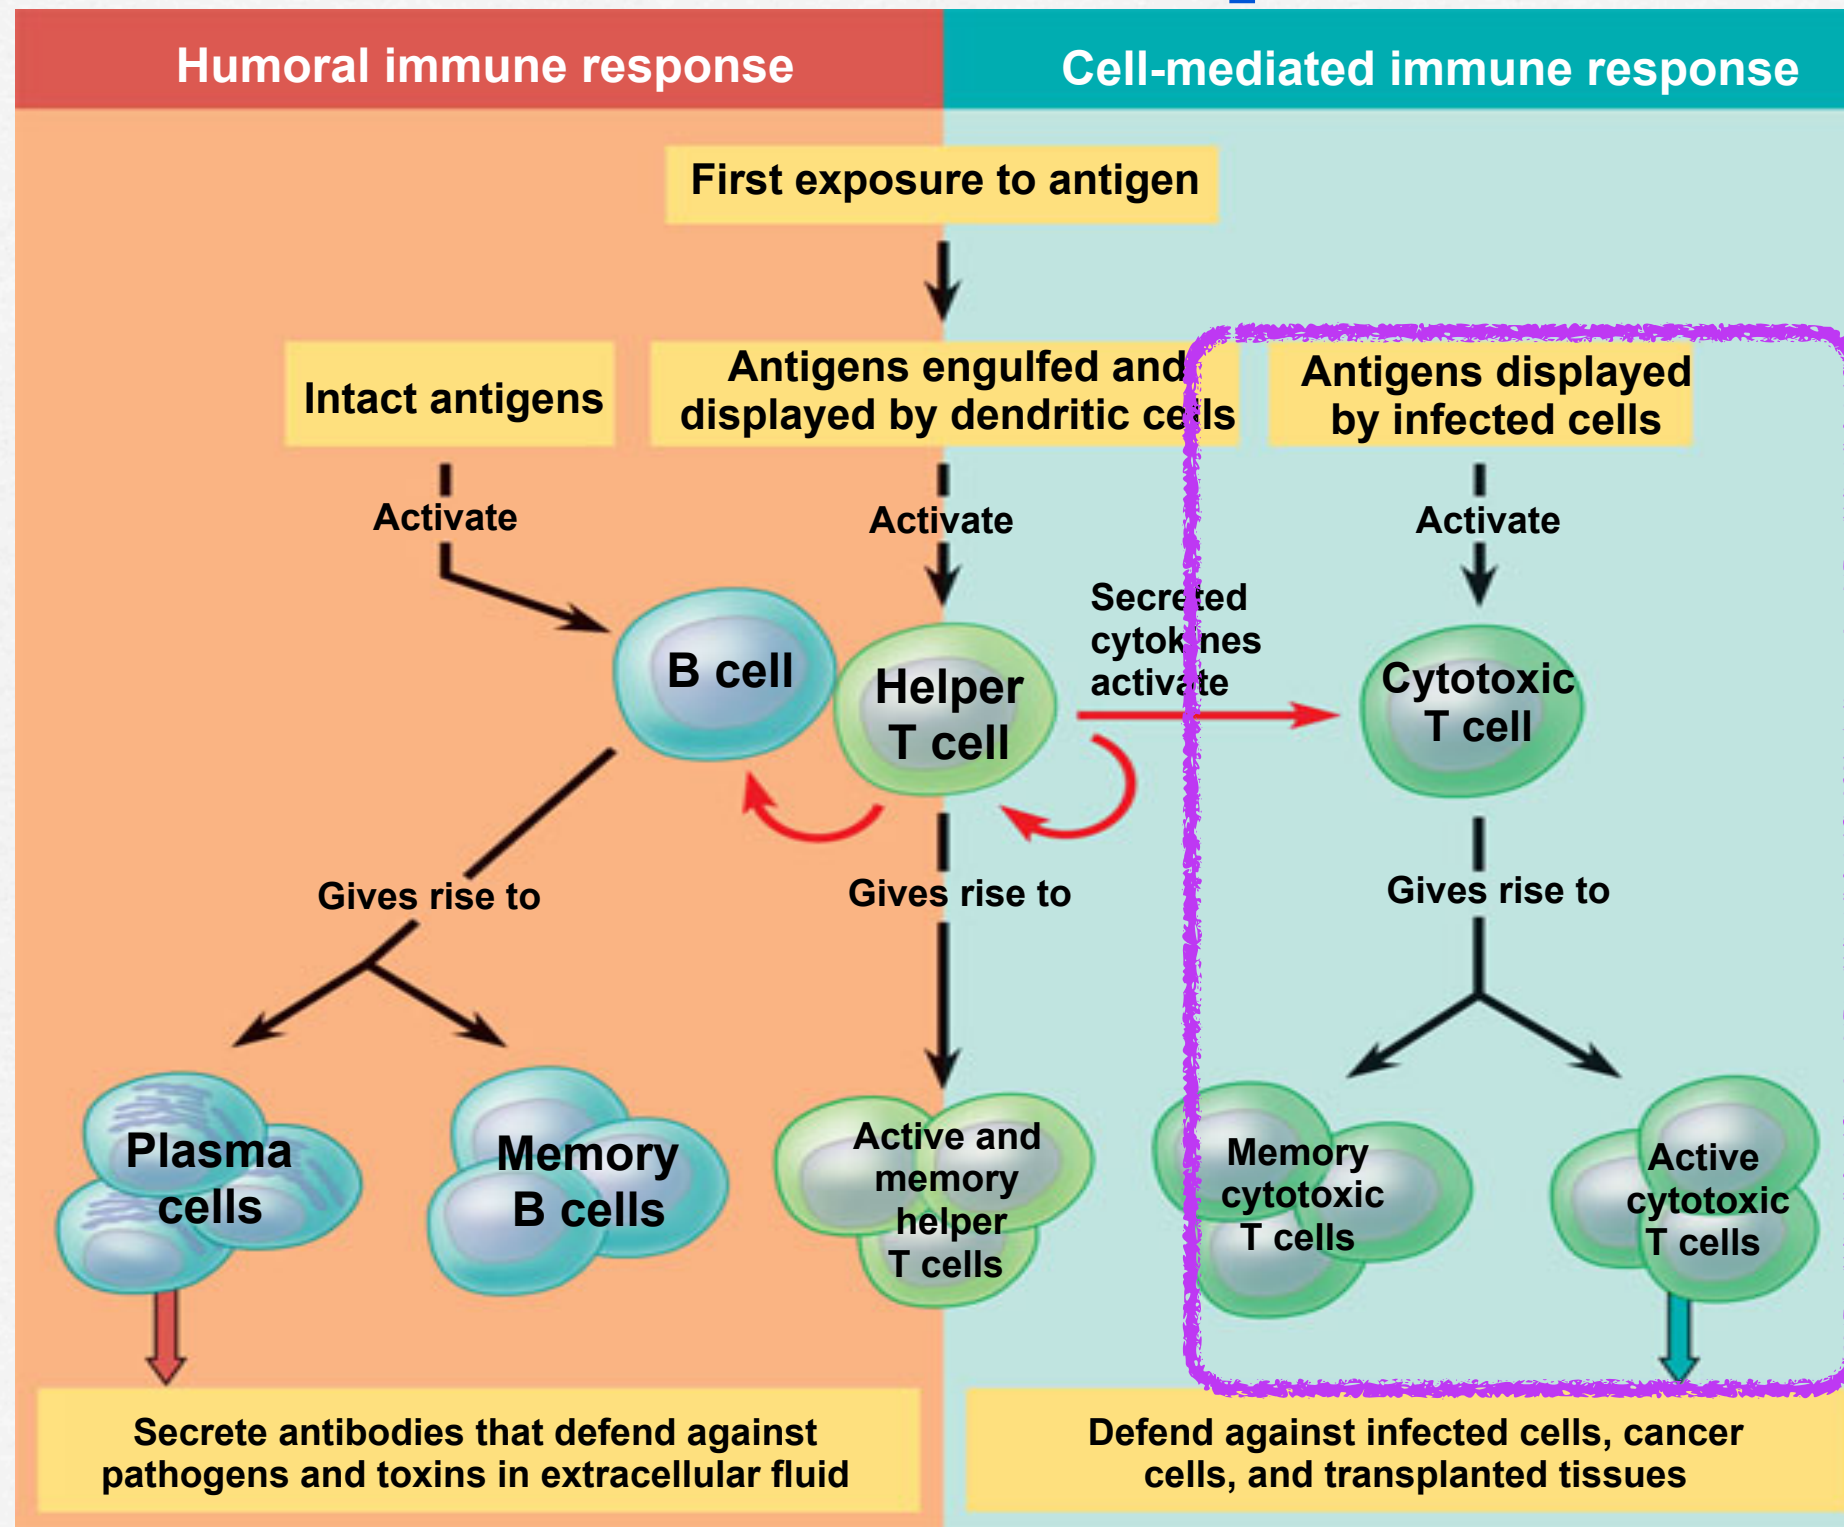 Humoral immune response
Cell-mediated immune response
First exposure to antigen
Intact antigens
Antigens engulfed and
displayed by dendritic cells
Antigens displayed
by infected cells
Activate
Activate
Activate
Secreted
cytokines
activate
B cell
Helper
T cell
Cytotoxic
T cell
Gives rise to
Gives rise to
Gives rise to
Plasma
cells
Memory
B cells
Active and
memory
helper
T cells
Memory
cytotoxic
T cells
Active
cytotoxic
T cells
Secrete antibodies that defend against
pathogens and toxins in extracellular fluid
Defend against infected cells, cancer
cells, and transplanted tissues